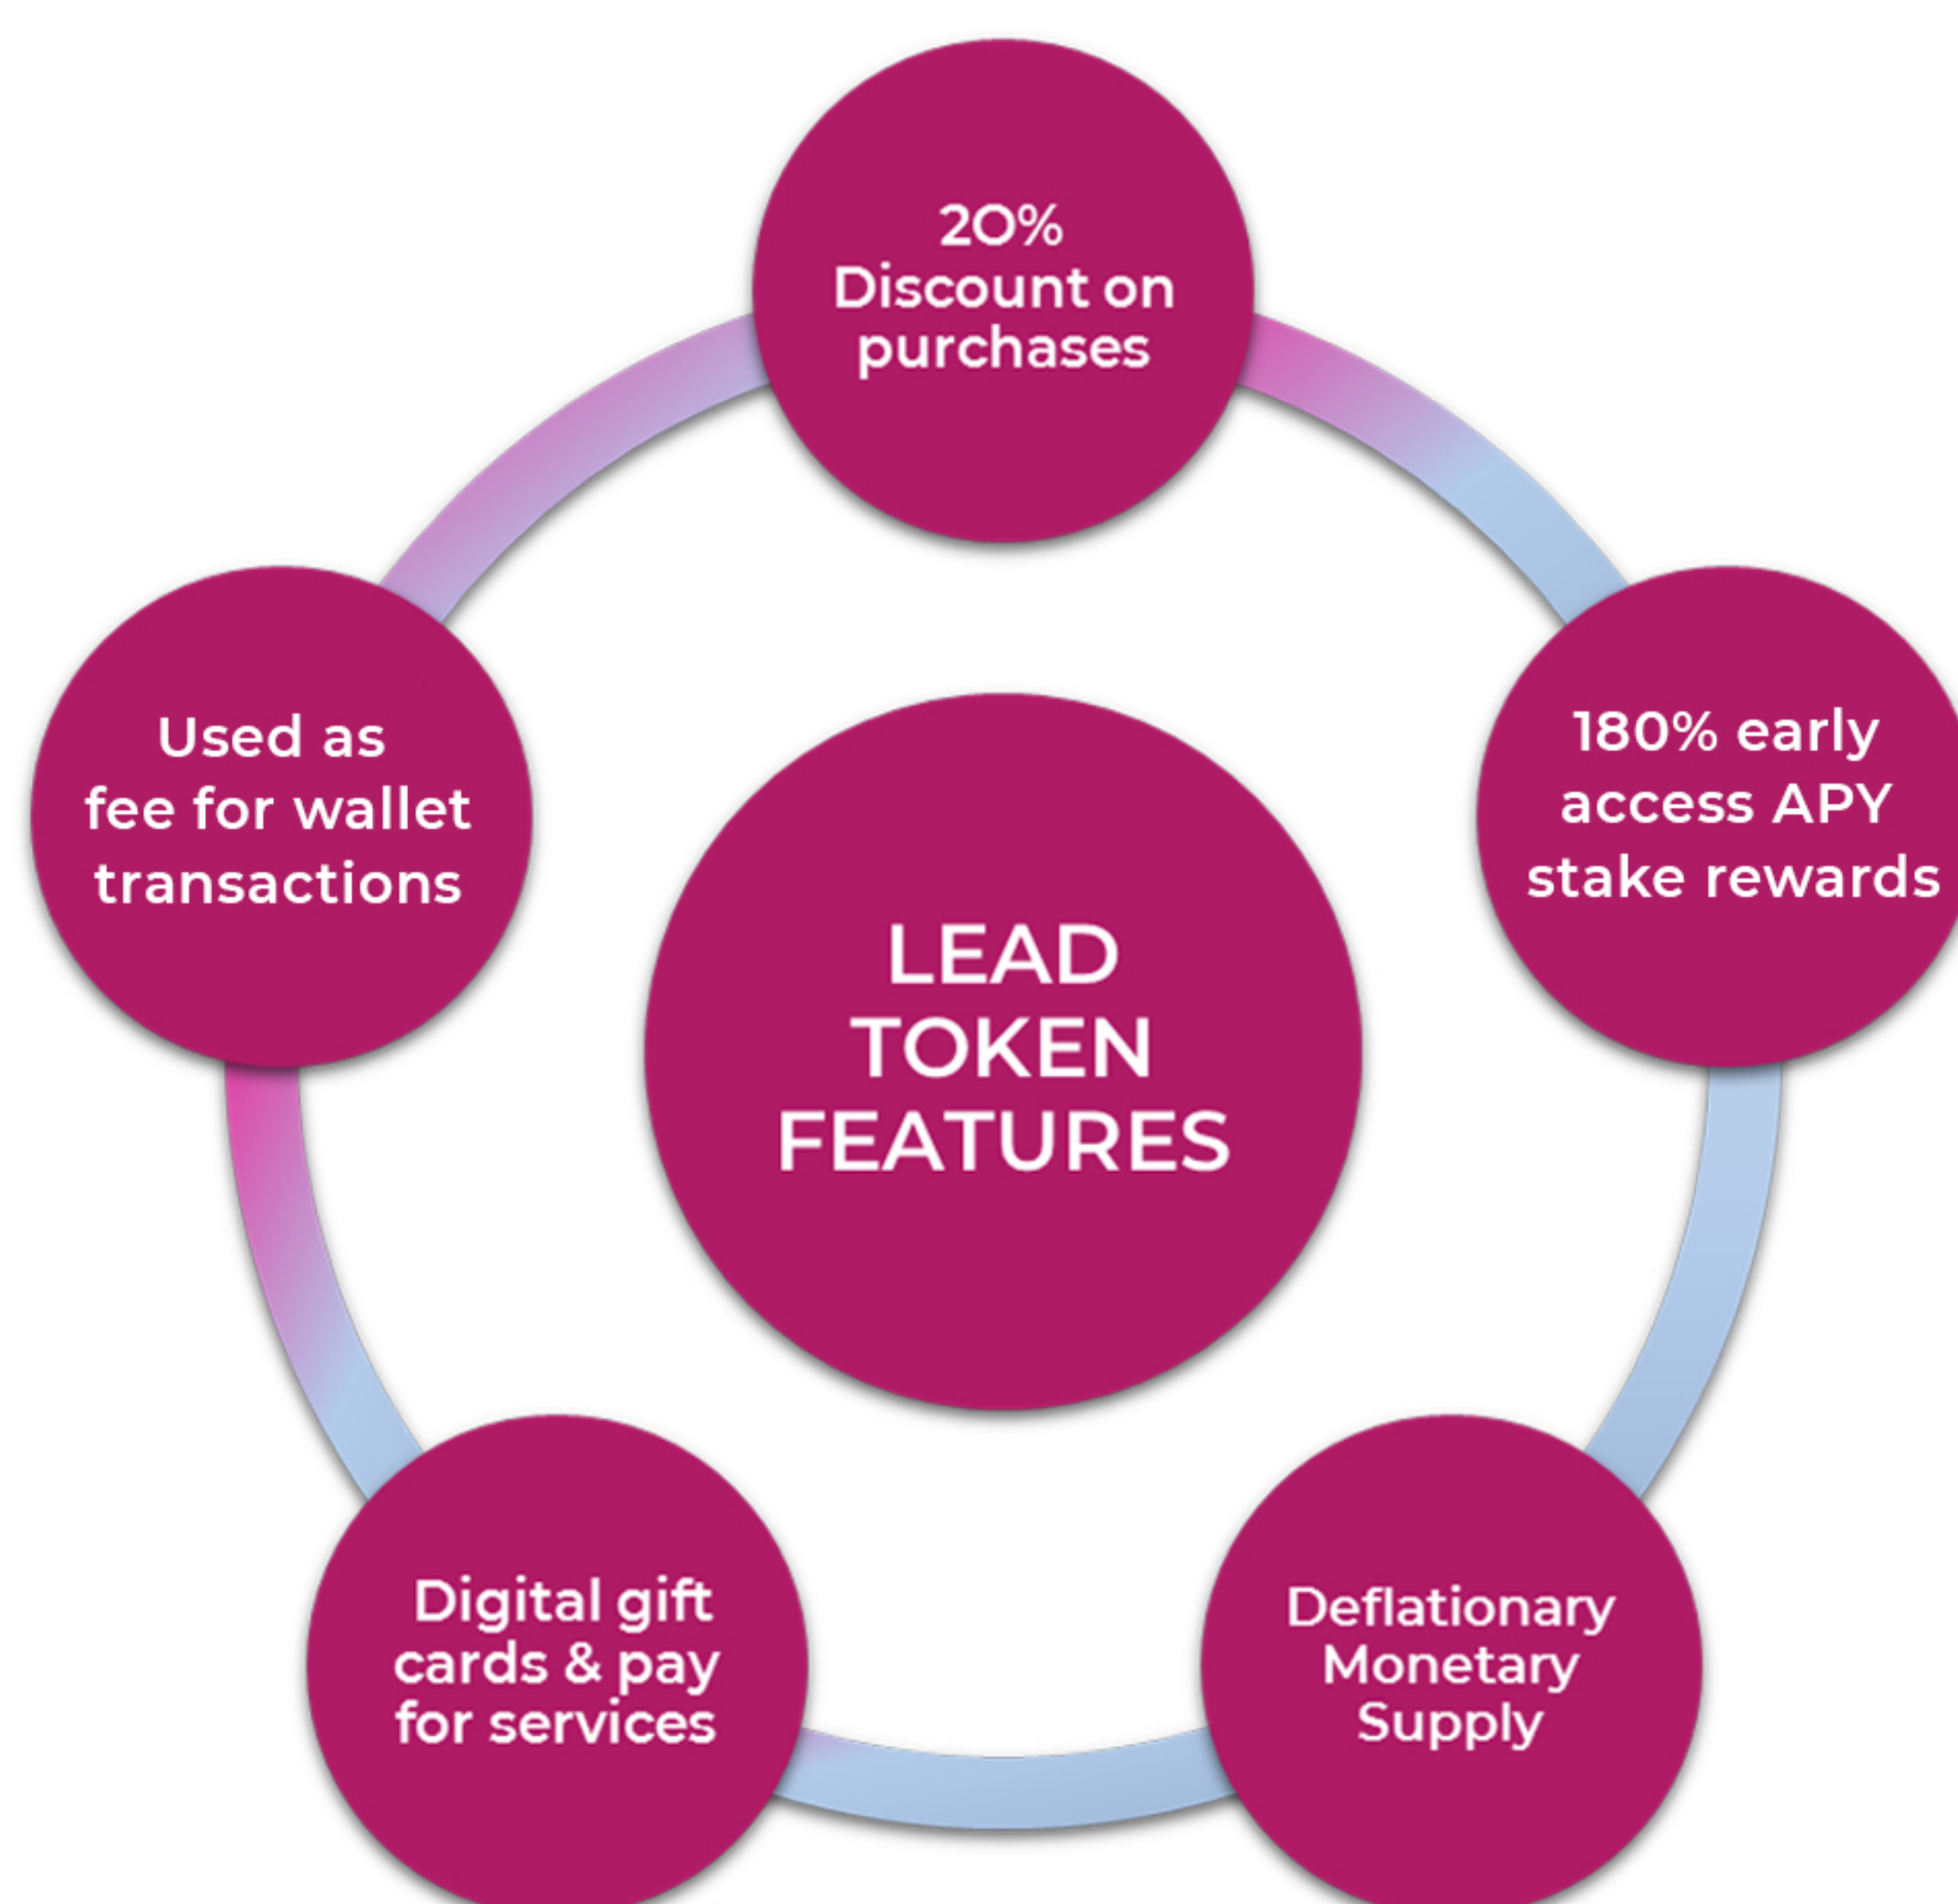 20%
Discount on
purchases
180% early
access APY
stake rewards
Deflationary
Monetary
Supply
Digital gift
cards & pay
for services
Used as
fee for wallet
transactions
LEAD
TOKEN
FEATURES